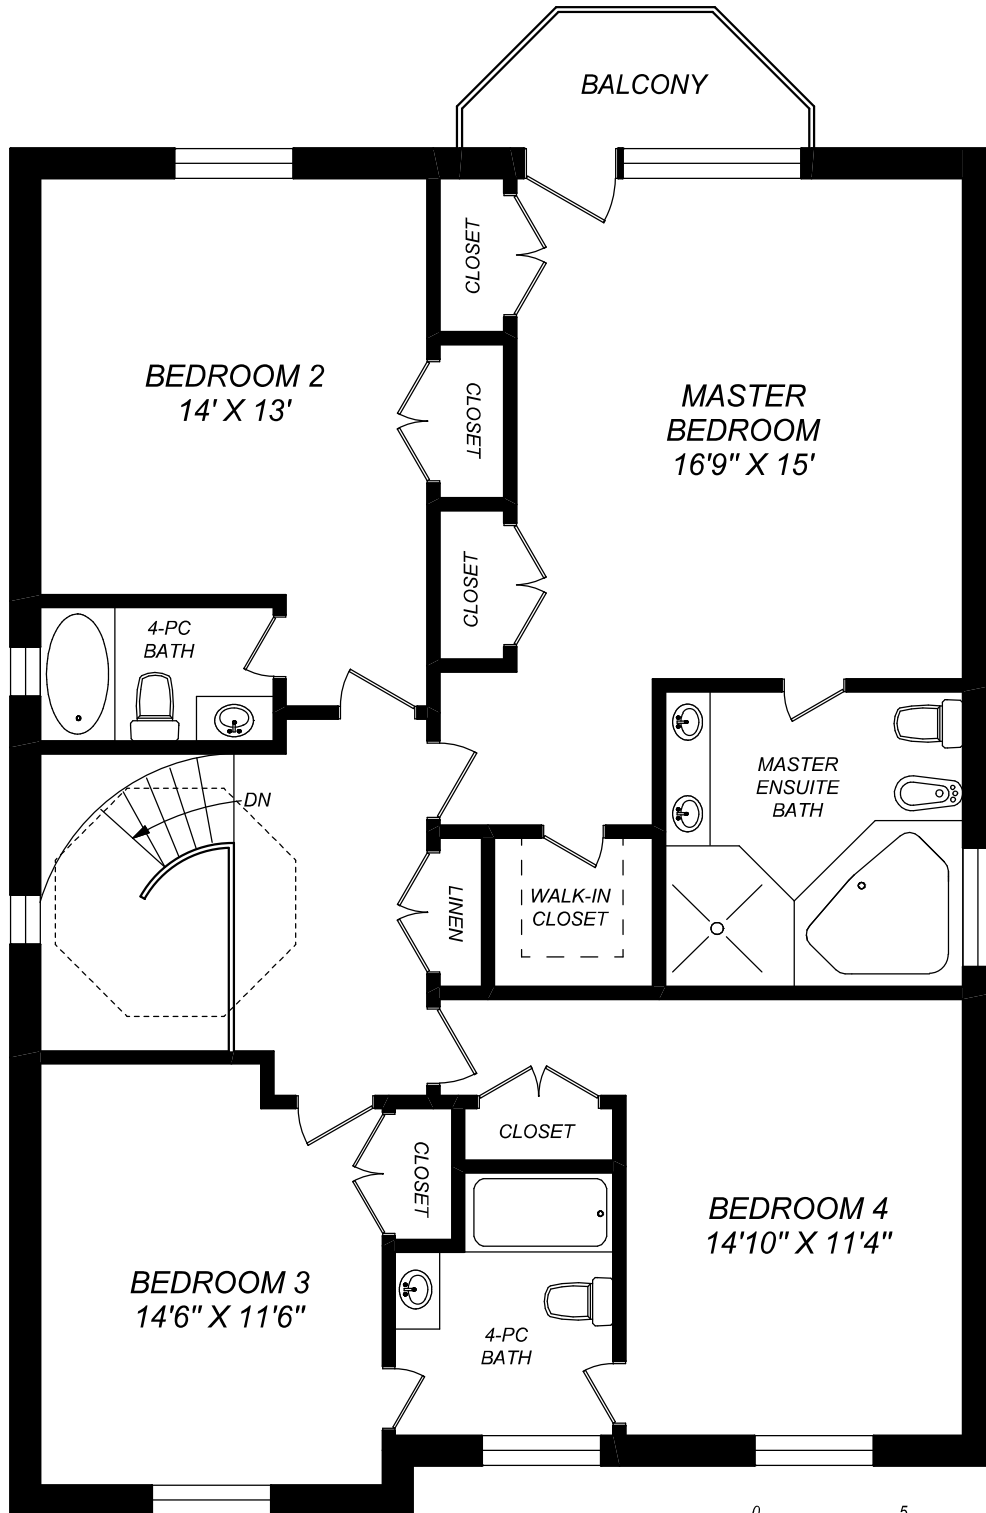 BALCONY
CLOSET
BEDROOM 2
14' X 13'
CLOSET
MASTER
BEDROOM
16'9" X 15'
CLOSET
4-PC
BATH
MASTER
ENSUITE
BATH
DN
LINEN
WALK-IN
CLOSET
CLOSET
CLOSET
BEDROOM 4
14'10" X 11'4"
BEDROOM 3
14'6" X 11'6"
4-PC
BATH
0 5